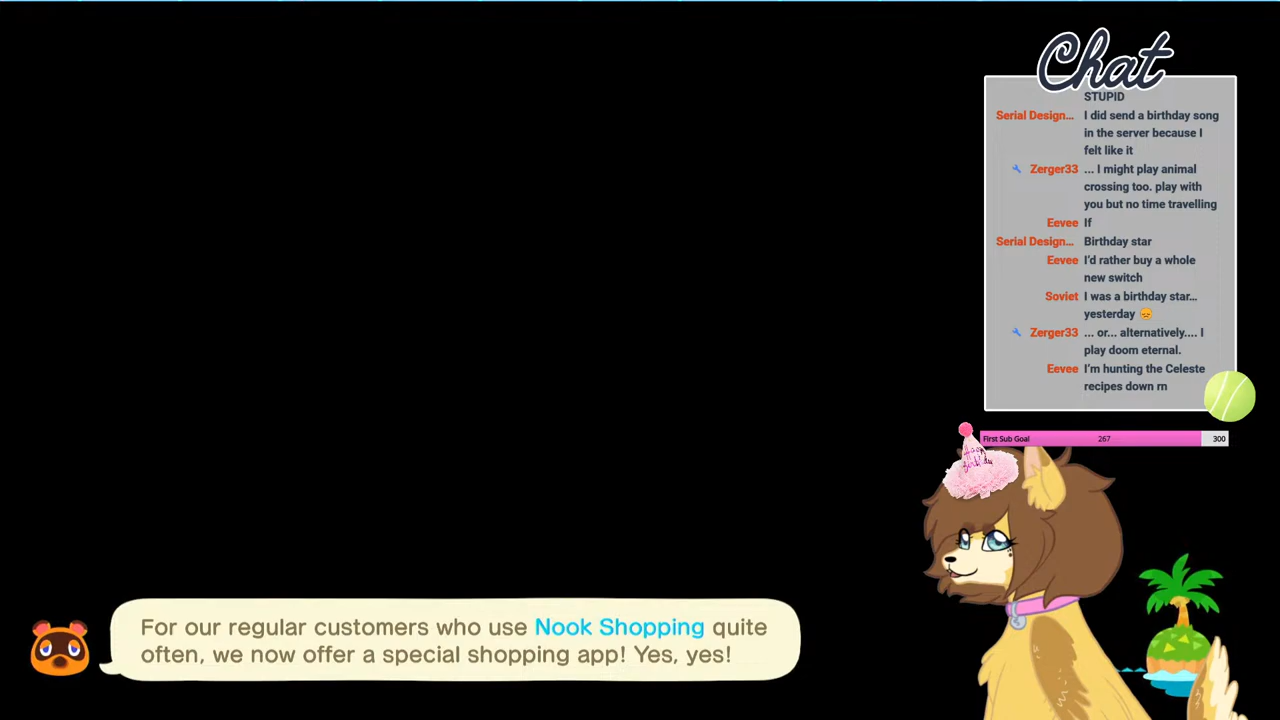 Chat
STUPID
Serial Design... I did send a birthday song
in the server because I
felt like it
Zerger33 ... I might play animal
crossing too. play with
you but no time travelling
Eevee If
Serial Design... Birthday star
Eevee I'd rather buy a whole
new switch
Soviet I was a birthday star...
yesterday 😞
Zerger33 ... or... alternatively.... I
play doom eternal.
Eevee I'm hunting the Celeste
recipes down rn
First Sub Goal 267 300
For our regular customers who use Nook Shopping quite
often, we now offer a special shopping app! Yes, yes!